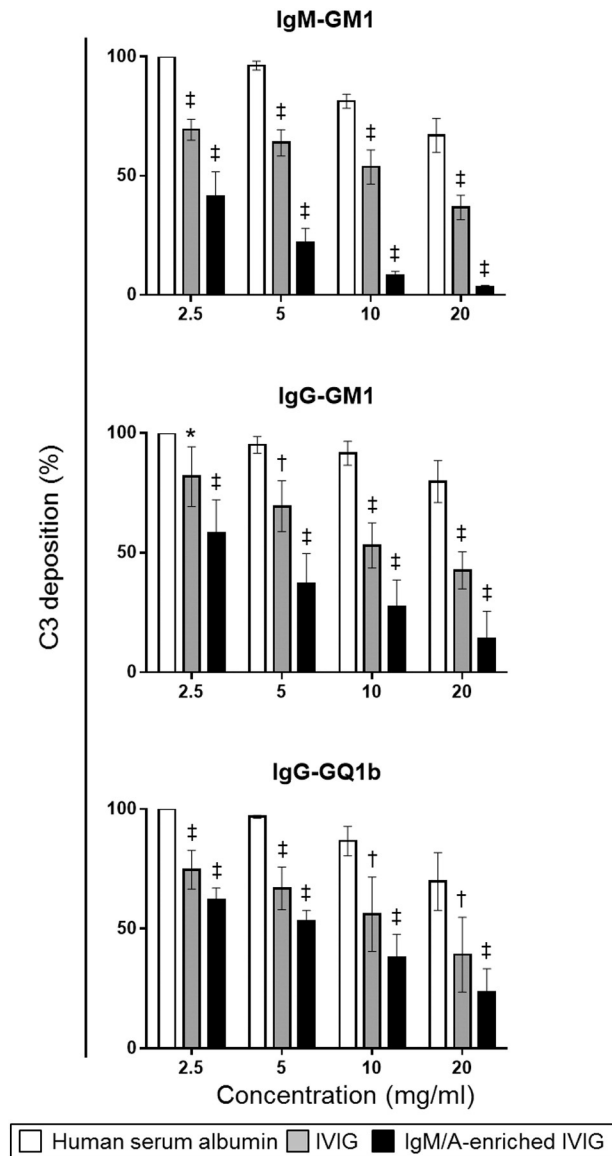 IgM-GM1
100
50
0
‡ ‡ ‡ ‡ ‡ ‡ ‡ ‡
2.5 5 10 20
IgG-GM1
100
50
0
* ‡ † ‡ ‡ ‡ ‡ ‡
2.5 5 10 20
IgG-GQ1b
100
50
0
‡ ‡ ‡ ‡ † ‡ † ‡
2.5 5 10 20
C3 deposition (%)
Concentration (mg/ml)
Human serum albumin IVIG IgM/A-enriched IVIG